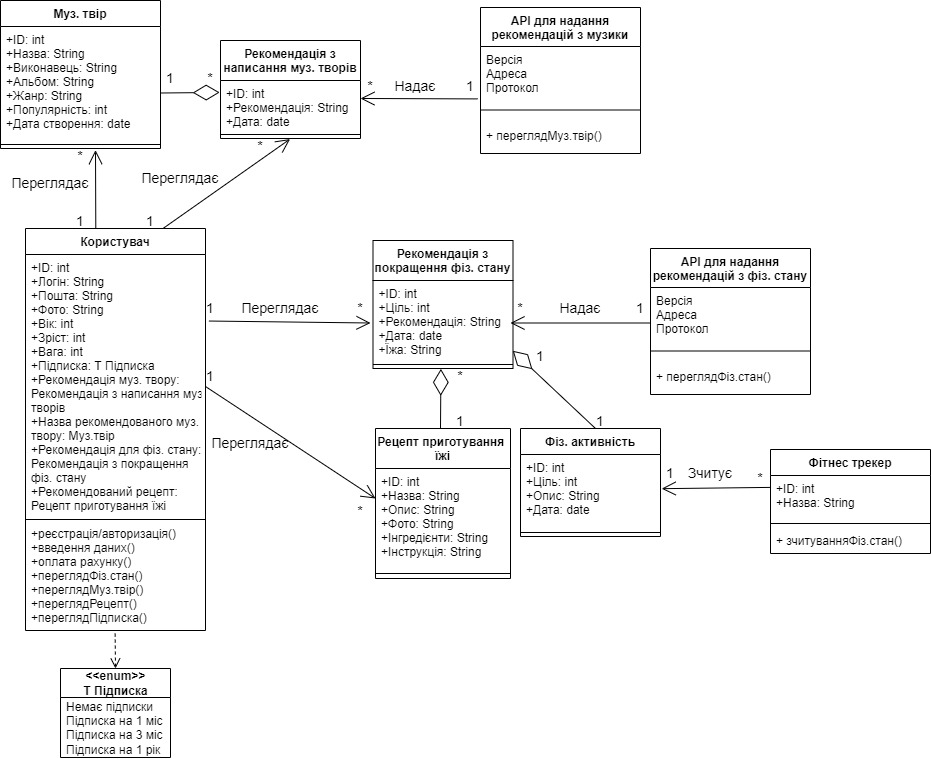 Муз. твір
+ID: int
+Назва: String
+Виконавець: String
+Альбом: String
+Жанр: String
+Популярність: int
+Дата створення: date
1
*
Рекомендація з
написання муз. творів
+ID: int
+Рекомендація: String
+Дата: date
*
Надає
1
API для надання
рекомендацій з музики
Версія
Адреса
Протокол
+ переглядМуз.твір()
*
Переглядає
1
*
Переглядає
1
Користувач
+ID: int
+Логін: String
+Пошта: String
+Фото: String
+Вік: int
+Зріст: int
+Вага: int
+Підписка: Т Підписка
+Рекомендація муз. твору:
Рекомендація з написання муз
творів
+Назва рекомендованого муз.
твору: Муз.твір
+Рекомендація для фіз. стану:
Рекомендація з покращення
фіз. стану
+Рекомендований рецепт:
Рецепт приготування їжі
+реєстрація/авторизація()
+введення даних()
+оплата рахунку()
+переглядФіз.стан()
+переглядМуз.твір()
+переглядРецепт()
+переглядПідписка()
1
Переглядає
*
Рекомендація з
покращення фіз. стану
+ID: int
+Ціль: int
+Рекомендація: String
+Дата: date
+Їжа: String
*
Надає
1
API для надання
рекомендацій з фіз. стану
Версія
Адреса
Протокол
+ переглядФіз.стан()
1
Переглядає
*
*
1
1
1
Рецепт приготування
їжі
+ID: int
+Назва: String
+Опис: String
+Фото: String
+Інгредієнти: String
+Інструкція: String
Фіз. активність
+ID: int
+Ціль: int
+Опис: String
+Дата: date
1
Зчитує
*
Фітнес трекер
+ID: int
+Назва: String
+ зчитуванняФіз.стан()
<<enum>>
Т Підписка
Немає підписки
Підписка на 1 міс
Підписка на 3 міс
Підписка на 1 рік